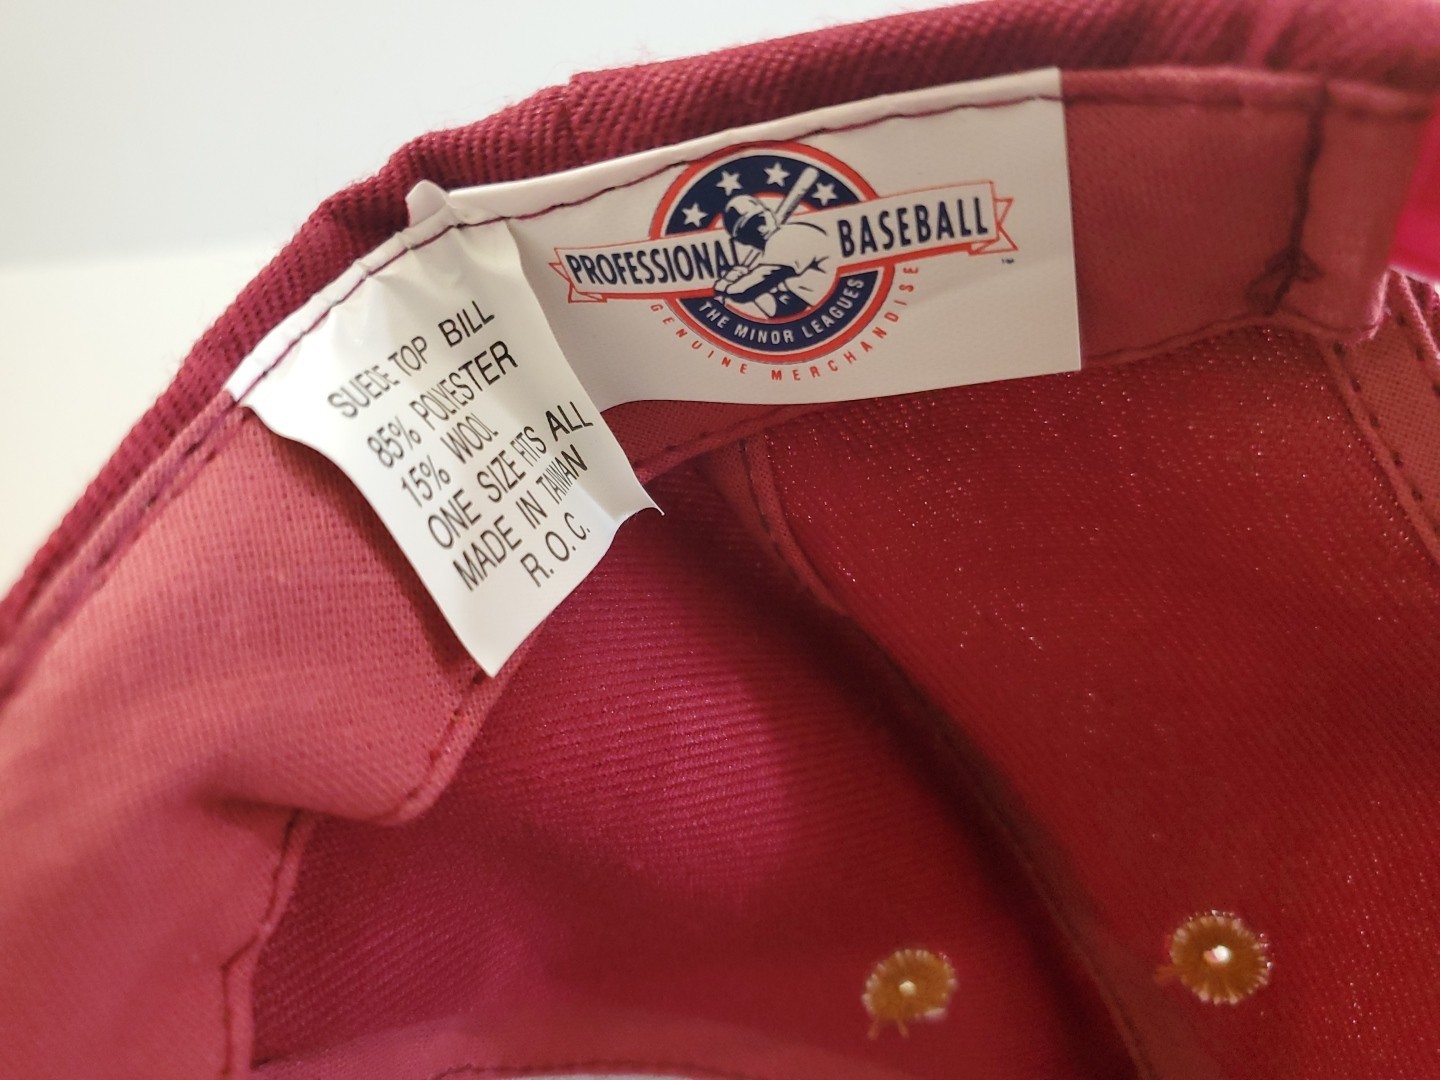 SUEDE TOP BILL
85% POLYESTER
15% WOOL
ONE SIZE FITS ALL
MADE IN TAIWAN
R.O.C.
PROFESSIONAL BASEBALL
THE MINOR LEAGUES
GENUINE MERCHANDISE
TM